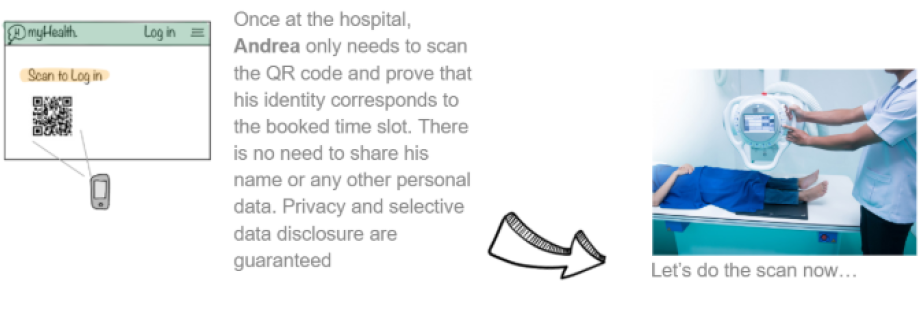 myHealth.
Log in
Scan to Log in
Once at the hospital,
Andrea only needs to scan
the QR code and prove that
his identity corresponds to
the booked time slot. There
is no need to share his
name or any other personal
data. Privacy and selective
data disclosure are
guaranteed
Let's do the scan now…